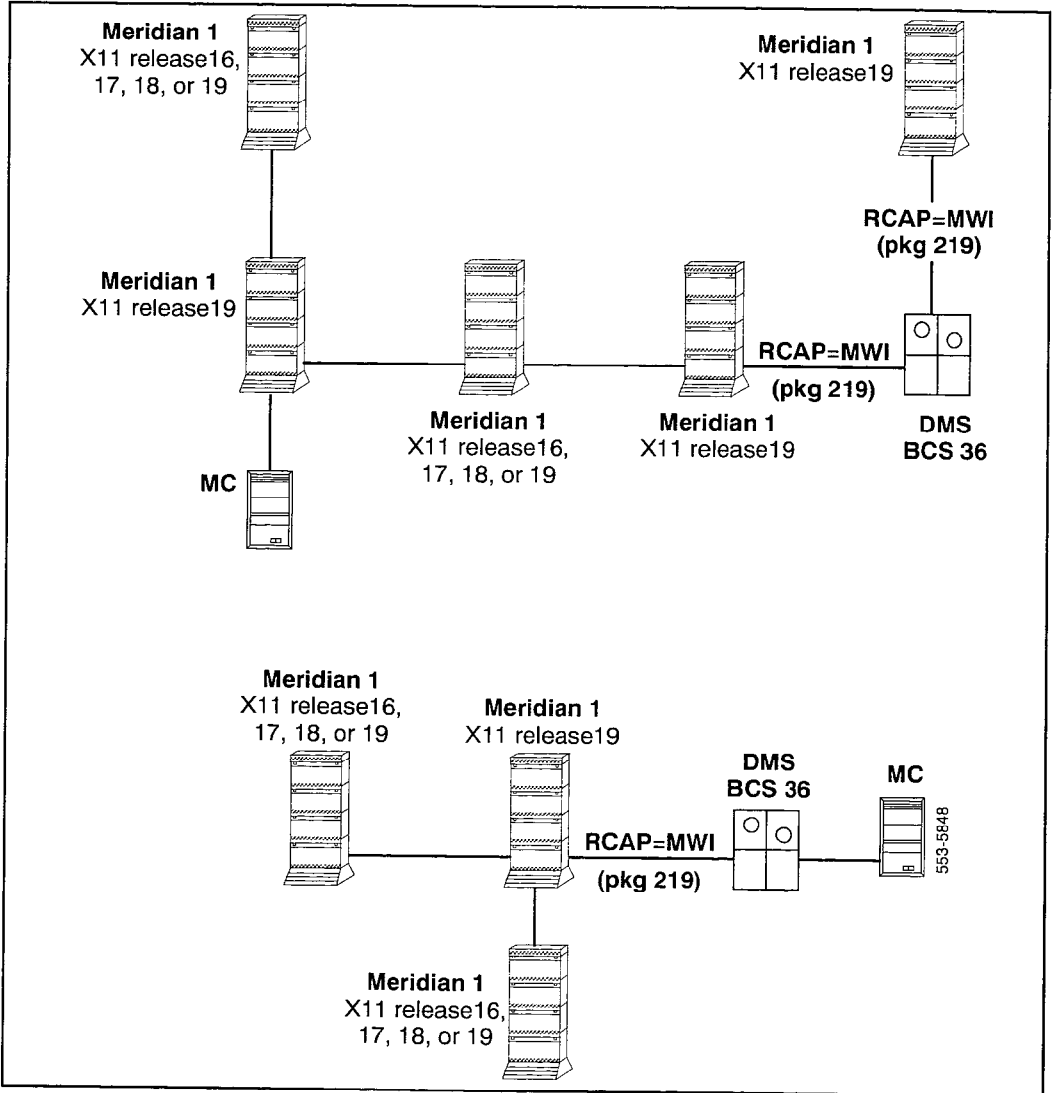 Meridian 1
X11 release16,
17, 18, or 19
Meridian 1
X11 release19
RCAP=MWI
(pkg 219)
Meridian 1
X11 release19
RCAP=MWI
(pkg 219)
Meridian 1
X11 release16,
17, 18, or 19
Meridian 1
X11 release19
DMS
BCS 36
MC
Meridian 1
X11 release16,
17, 18, or 19
Meridian 1
X11 release19
DMS
BCS 36
MC
RCAP=MWI
(pkg 219)
553-5848
Meridian 1
X11 release16,
17, 18, or 19